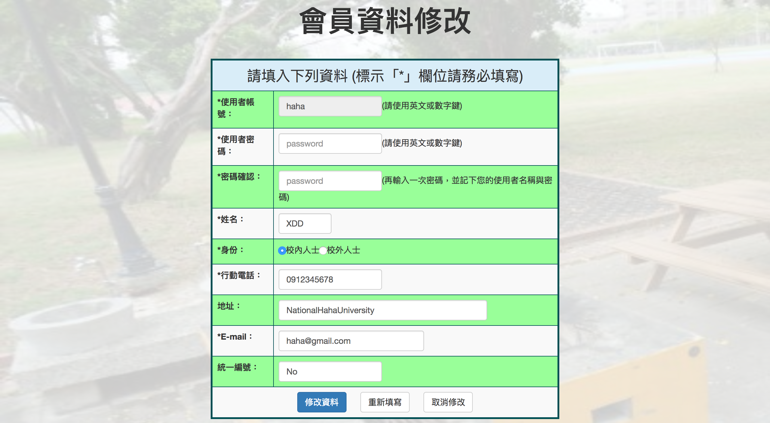 會員資料修改
請填入下列資料 (標示「*」欄位請務必填寫)
*使用者帳
號：
haha
(請使用英文或數字鍵)
*使用者密
碼：
password
(請使用英文或數字鍵)
*密碼確認：
password
(再輸入一次密碼，並記下您的使用者名稱與密
碼)
*姓名：
XDD
*身份：
校內人士 校外人士
*行動電話：
0912345678
地址：
NationalHahaUniversity
*E-mail：
haha@gmail.com
統一編號：
No
修改資料 重新填寫 取消修改